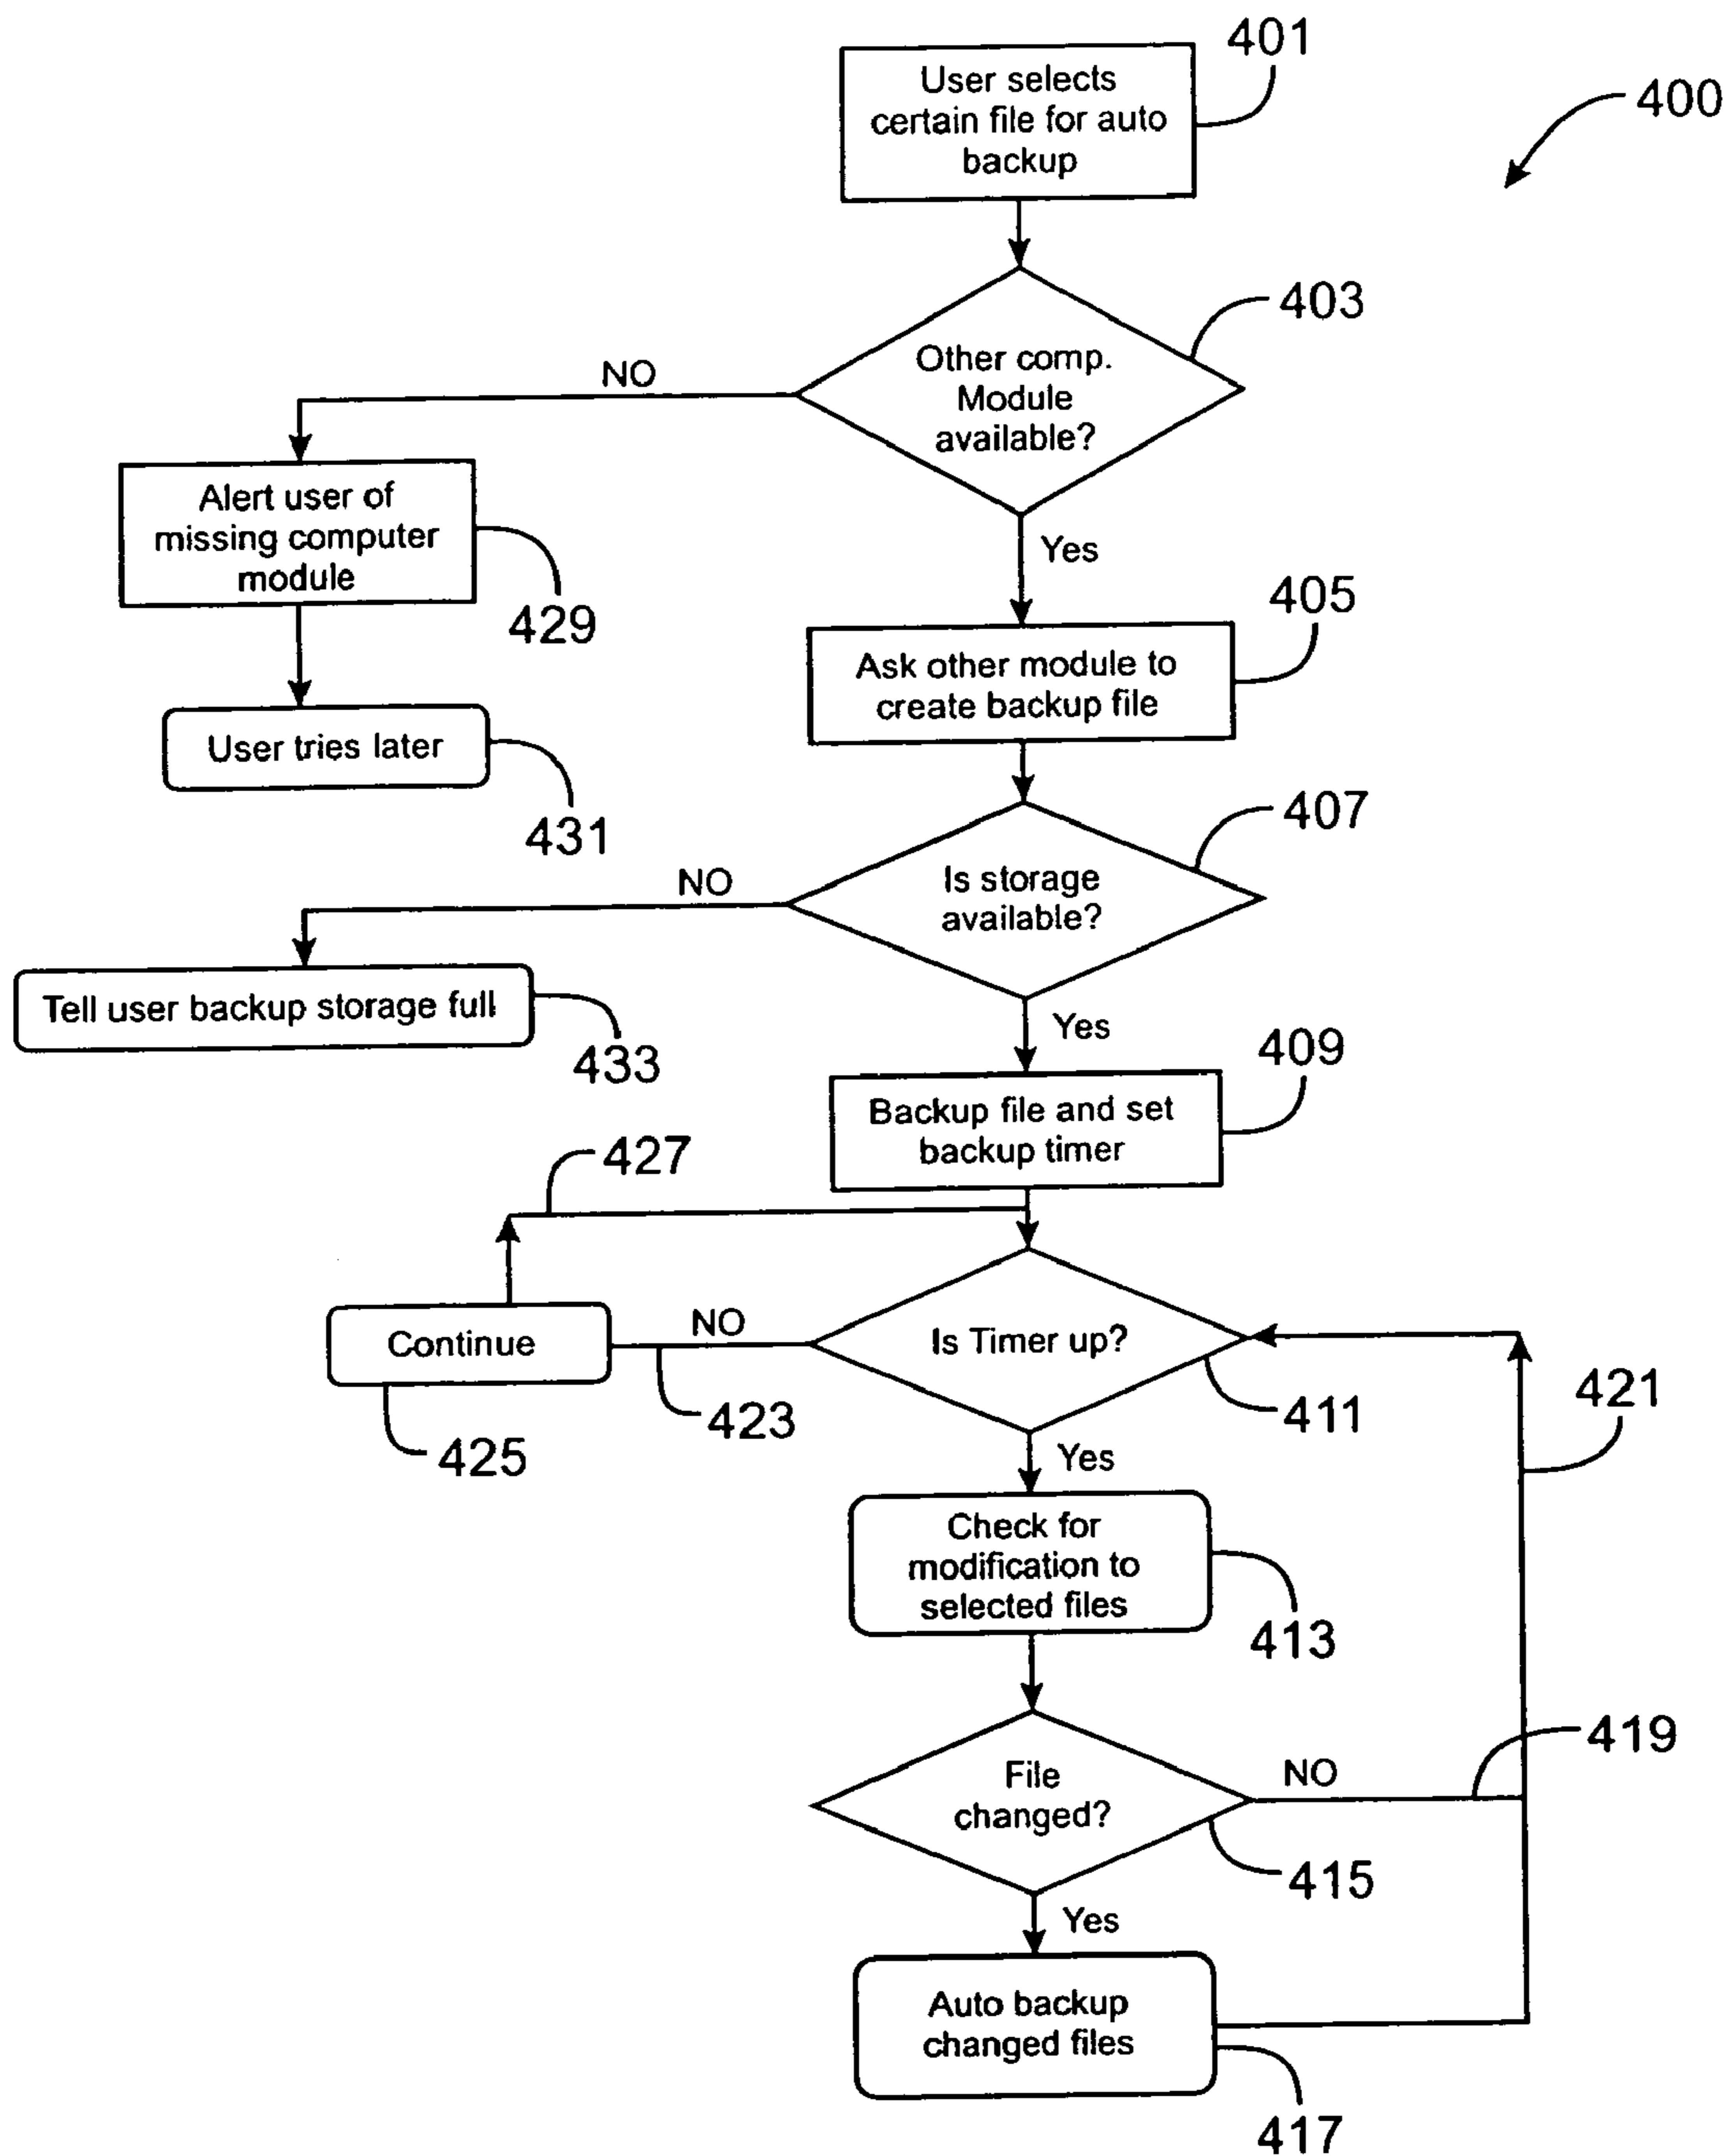 401
User selects
certain file for auto
backup
400
403
Other comp.
Module
available?
NO
Yes
Alert user of
missing computer
module
429
405
Ask other module to
create backup file
User tries later
431
407
Is storage
available?
NO
Yes
Tell user backup storage full
433
409
Backup file and set
backup timer
427
Is Timer up?
NO
Continue
423
425
411
421
Yes
Check for
modification to
selected files
413
419
File
changed?
NO
415
Yes
Auto backup
changed files
417